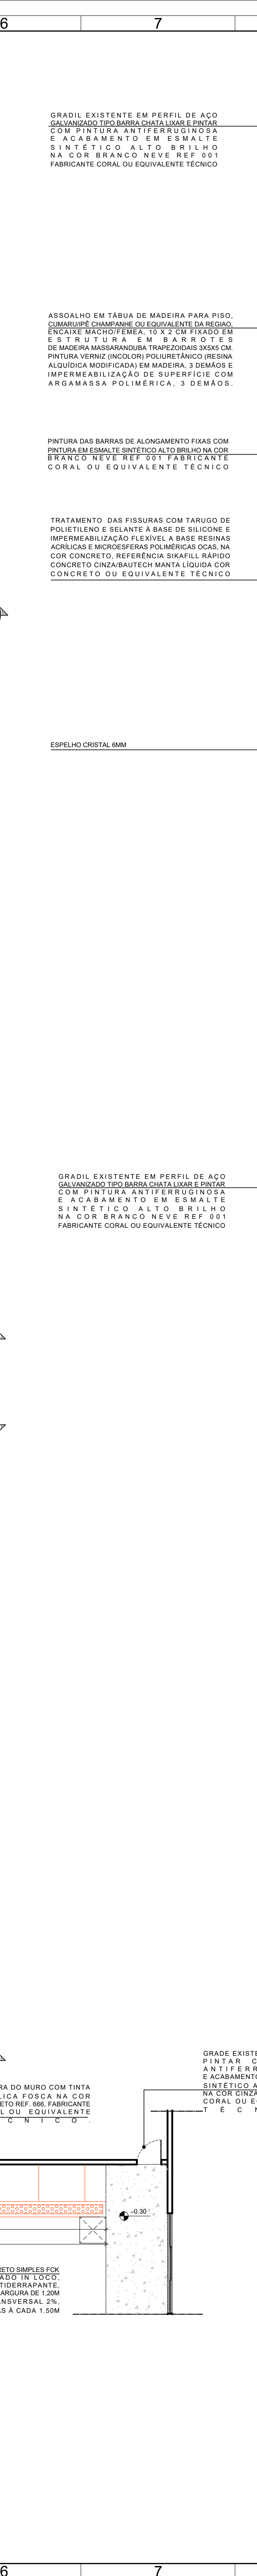 6
7
GRADIL EXISTENTE EM PERFIL DE AÇO
GALVANIZADO TIPO BARRA CHATA LIXAR E PINTAR
COM PINTURA ANTIFERRUGINOSA
E ACABAMENTO EM ESMALTE
SINTÉTICO ALTO BRILHO
NA COR BRANCO NEVE REF 001
FABRICANTE CORAL OU EQUIVALENTE TÉCNICO
ASSOALHO EM TÁBUA DE MADEIRA PARA PISO,
CUMARU/IPÊ CHAMPANHE OU EQUIVALENTE DA REGIAO,
ENCAIXE MACHO/FEMEA, 10 X 2 CM FIXADO EM
ESTRUTURA EM BARROTES
DE MADEIRA MASSARANDUBA TRAPEZOIDAIS 3X5X5 CM.
PINTURA VERNIZ (INCOLOR) POLIURETÂNICO (RESINA
ALQUÍDICA MODIFICADA) EM MADEIRA, 3 DEMÃOS E
IMPERMEABILIZAÇÃO DE SUPERFÍCIE COM
ARGAMASSA POLIMÉRICA, 3 DEMÃOS.
PINTURA DAS BARRAS DE ALONGAMENTO FIXAS COM
PINTURA EM ESMALTE SINTÉTICO ALTO BRILHO NA COR
BRANCO NEVE REF 001 FABRICANTE
CORAL OU EQUIVALENTE TÉCNICO
TRATAMENTO DAS FISSURAS COM TARUGO DE
POLIETILENO E SELANTE À BASE DE SILICONE E
IMPERMEABILIZAÇÃO FLEXÍVEL A BASE RESINAS
ACRÍLICAS E MICROESFERAS POLIMÉRICAS OCAS, NA
COR CONCRETO, REFERÊNCIA SIKAFILL RÁPIDO
CONCRETO CINZA/BAUTECH MANTA LÍQUIDA COR
CONCRETO OU EQUIVALENTE TÉCNICO
ESPELHO CRISTAL 6MM
GRADIL EXISTENTE EM PERFIL DE AÇO
GALVANIZADO TIPO BARRA CHATA LIXAR E PINTAR
COM PINTURA ANTIFERRUGINOSA
E ACABAMENTO EM ESMALTE
SINTÉTICO ALTO BRILHO
NA COR BRANCO NEVE REF 001
FABRICANTE CORAL OU EQUIVALENTE TÉCNICO
GRADE EXISTE
PINTAR C
ANTIFERR
E ACABAMENTO
SINTÉTICO A
NA COR CINZA
CORAL OU E
TÉCN
RA DO MURO COM TINTA
LICA FOSCA NA COR
ETO REF. 666, FABRICANTE
L OU EQUIVALENTE
CNICO.
-0.30
RETO SIMPLES FCK
ADO IN LOCO,
TIDERRAPANTE,
ARGURA DE 1,20M
NSVERSAL 2%,
AS À CADA 1.50M
6
7